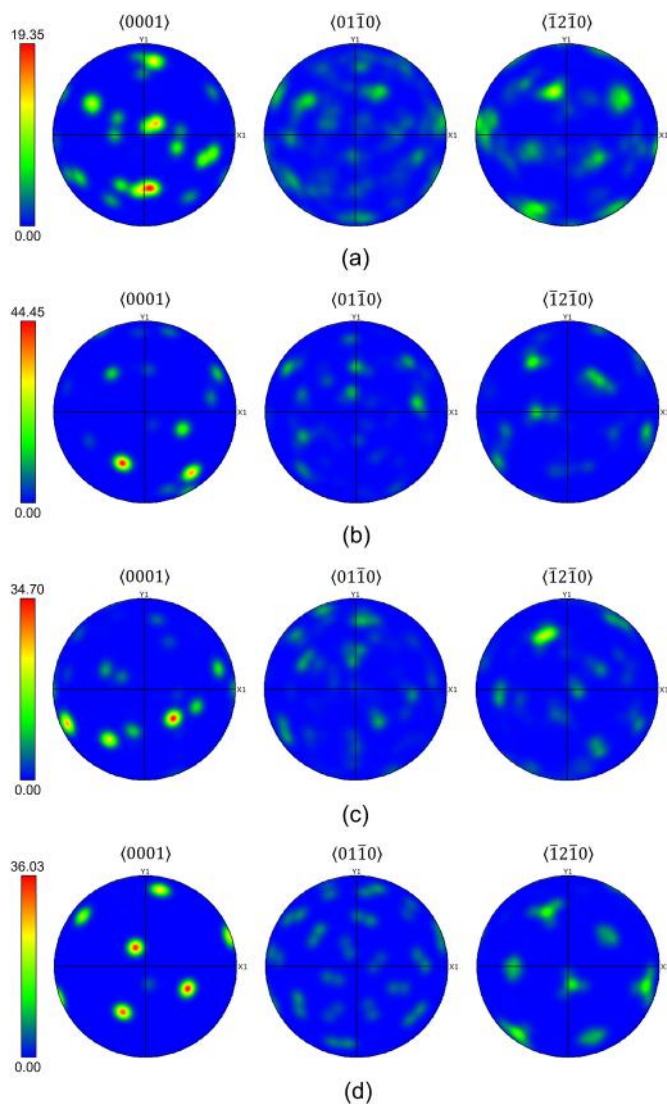 ⟨0001⟩ ⟨011̄0⟩ ⟨1̄21̄0⟩
19.35 Y1 Y1 Y1
X1 X1 X1
0.00
(a)
⟨0001⟩ ⟨011̄0⟩ ⟨1̄21̄0⟩
44.45 Y1 Y1 Y1
X1 X1 X1
0.00
(b)
⟨0001⟩ ⟨011̄0⟩ ⟨1̄21̄0⟩
34.70 Y1 Y1 Y1
X1 X1 X1
0.00
(c)
⟨0001⟩ ⟨011̄0⟩ ⟨1̄21̄0⟩
36.03 Y1 Y1 Y1
X1 X1 X1
0.00
(d)